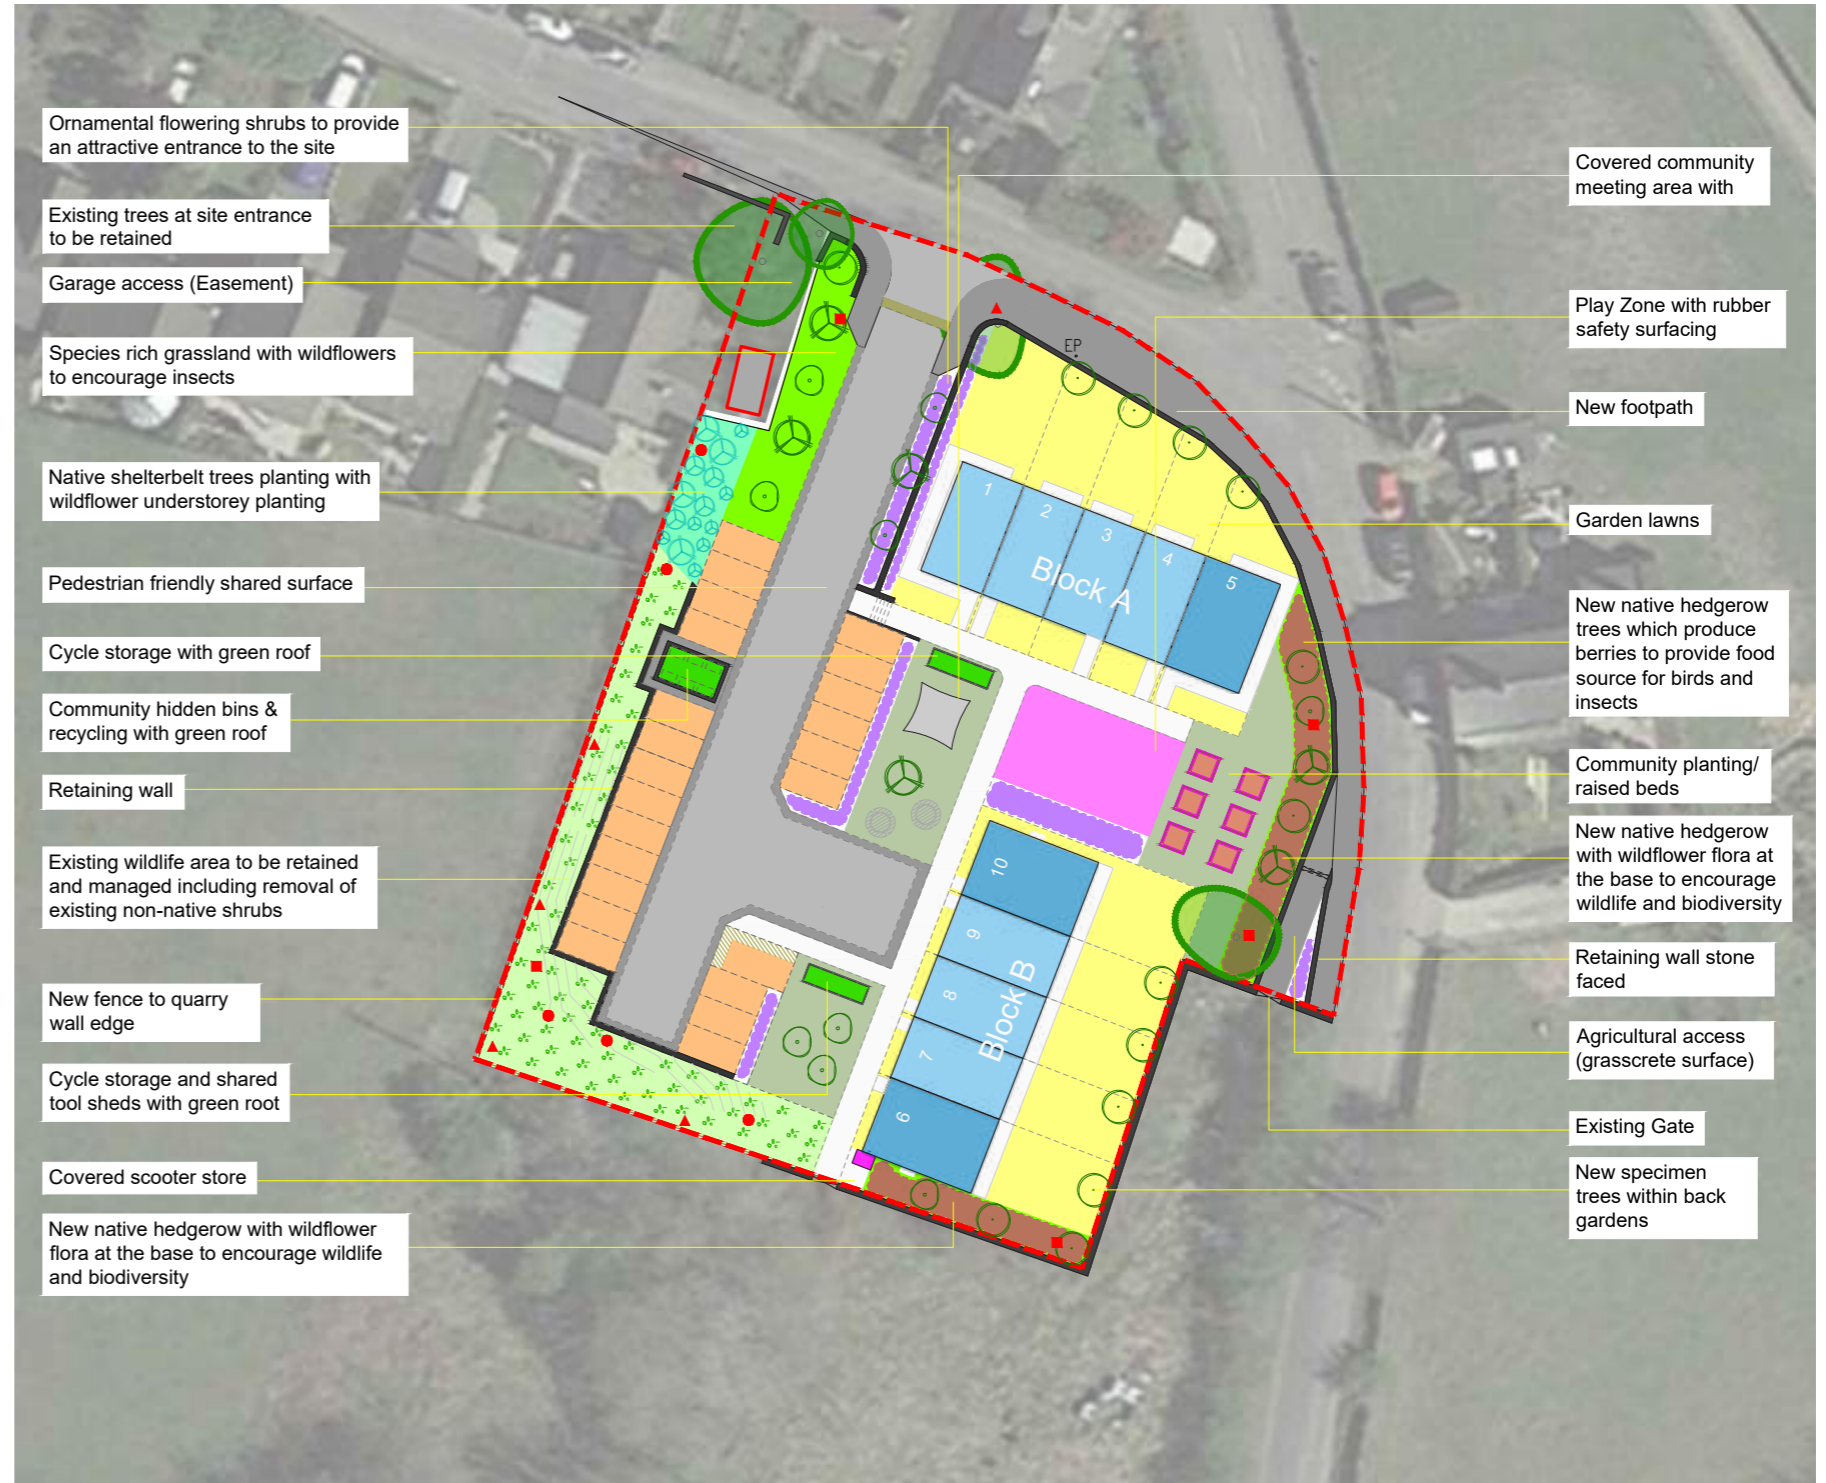 Ornamental flowering shrubs to provide
an attractive entrance to the site
Existing trees at site entrance
to be retained
Garage access (Easement)
Species rich grassland with wildflowers
to encourage insects
Native shelterbelt trees planting with
wildflower understorey planting
Pedestrian friendly shared surface
Cycle storage with green roof
Community hidden bins &
recycling with green roof
Retaining wall
Existing wildlife area to be retained
and managed including removal of
existing non-native shrubs
New fence to quarry
wall edge
Cycle storage and shared
tool sheds with green root
Covered scooter store
New native hedgerow with wildflower
flora at the base to encourage wildlife
and biodiversity
EP
1
2
3
4
5
Block A
10
9
8
7
6
Block B
Covered community
meeting area with
Play Zone with rubber
safety surfacing
New footpath
Garden lawns
New native hedgerow
trees which produce
berries to provide food
source for birds and
insects
Community planting/
raised beds
New native hedgerow
with wildflower flora at
the base to encourage
wildlife and biodiversity
Retaining wall stone
faced
Agricultural access
(grasscrete surface)
Existing Gate
New specimen
trees within back
gardens